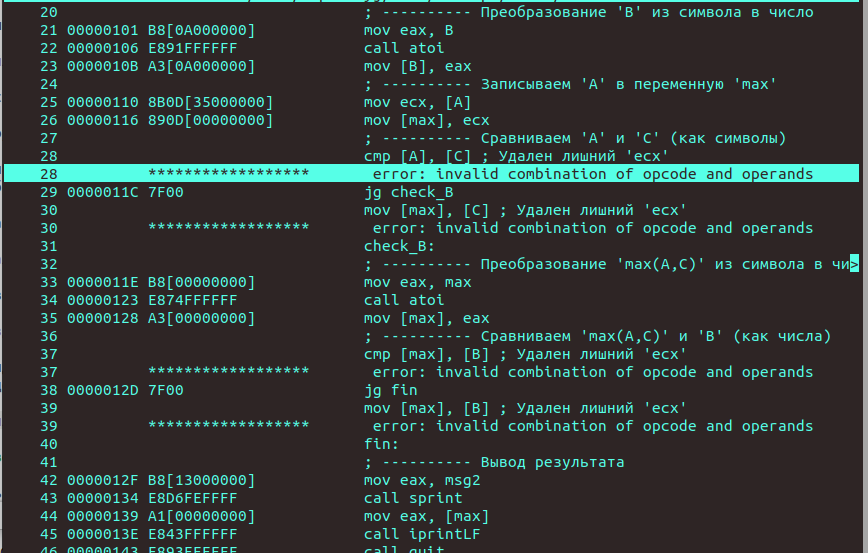 20 ; ---------- Преобразование 'B' из символа в число
21 00000101 B8[0A000000] mov eax, B
22 00000106 E891FFFFFF call atoi
23 0000010B A3[0A000000] mov [B], eax
24 ; ---------- Записываем 'A' в переменную 'max'
25 00000110 8B0D[35000000] mov ecx, [A]
26 00000116 890D[00000000] mov [max], ecx
27 ; ---------- Сравниваем 'A' и 'C' (как символы)
28 cmp [A], [C] ; Удален лишний 'ecx'
28 ****************** error: invalid combination of opcode and operands
29 0000011C 7F00 jg check_B
30 mov [max], [C] ; Удален лишний 'ecx'
30 ****************** error: invalid combination of opcode and operands
31 check_B:
32 ; ---------- Преобразование 'max(A,C)' из символа в чи>
33 0000011E B8[00000000] mov eax, max
34 00000123 E874FFFFFF call atoi
35 00000128 A3[00000000] mov [max], eax
36 ; ---------- Сравниваем 'max(A,C)' и 'B' (как числа)
37 cmp [max], [B] ; Удален лишний 'ecx'
37 ****************** error: invalid combination of opcode and operands
38 0000012D 7F00 jg fin
39 mov [max], [B] ; Удален лишний 'ecx'
39 ****************** error: invalid combination of opcode and operands
40 fin:
41 ; ---------- Вывод результата
42 0000012F B8[13000000] mov eax, msg2
43 00000134 E8D6FEFFFF call sprint
44 00000139 A1[00000000] mov eax, [max]
45 0000013E E843FFFFFF call iprintLF
46 00000143 E893FFFFFF call quit